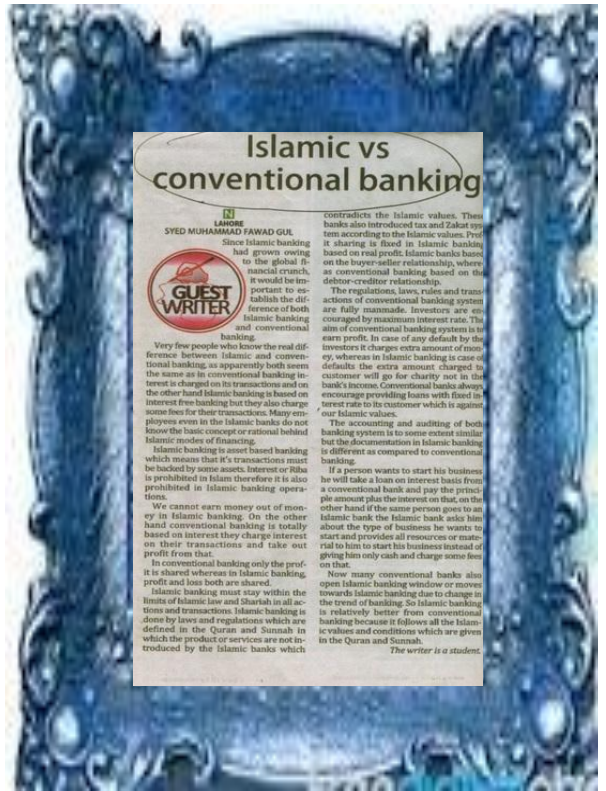 Islamic vs
conventional banking
N
LAHORE
SYED MUHAMMAD FAWAD GUL
GUEST
WRITER
Since Islamic banking
had grown owing
to the global fi-
nancial crunch,
it would be im-
portant to es-
tablish the dif-
ference of both
Islamic banking
and conventional
banking.
Very few people who know the real dif-
ference between Islamic and conven-
tional banking, as apparently both seem
the same as in conventional banking in-
terest is charged on its transactions and on
the other hand Islamic banking is based on
interest free banking but they also charge
some fees for their transactions. Many em-
ployees even in the Islamic banks do not
know the basic concept or rational behind
Islamic modes of financing.
Islamic banking is asset based banking
which means that it's transactions must
be backed by some assets. Interest or Riba
is prohibited in Islam therefore it is also
prohibited in Islamic banking opera-
tions.
We cannot earn money out of mon-
ey in Islamic banking. On the other
hand conventional banking is totally
based on interest they charge interest
on their transactions and take out
profit from that.
In conventional banking only the prof-
it is shared whereas in Islamic banking,
profit and loss both are shared.
Islamic banking must stay within the
limits of Islamic law and Shariah in all ac-
tions and transactions. Islamic banking is
done by laws and regulations which are
defined in the Quran and Sunnah in
which the product or services are not in-
troduced by the Islamic banks which
contradicts the Islamic values. Then
banks also introduced tax and Zakat sys
tem according to the Islamic values. Prof
it sharing is fixed in Islamic banking
based on real profit. Islamic banks based
on the buyer-seller relationship, where
as conventional banking based on the
debtor-creditor relationship.
The regulations, laws, rules and trans
actions of conventional banking system
are fully manmade. Investors are en
couraged by maximum interest rate. The
aim of conventional banking system is to
earn profit. In case of any default by the
investors it charges extra amount of mon
ey, whereas in Islamic banking is case of
defaults the extra amount charged to
customer will go for charity not in the
bank's income. Conventional banks always
encourage providing loans with fixed in
terest rate to its customer which is against
our Islamic values.
The accounting and auditing of both
banking system is to some extent similar
but the documentation in Islamic banking
is different as compared to conventional
banking.
If a person wants to start his business
he will take a loan on interest basis from
a conventional bank and pay the princi-
ple amount plus the interest on that, on the
other hand if the same person goes to an
Islamic bank the Islamic bank asks him
about the type of business he wants to
start and provides all resources or mate-
rial to him to start his business instead of
giving him only cash and charge some fees
on that.
Now many conventional banks also
open Islamic banking window or moves
towards Islamic banking due to change in
the trend of banking. So Islamic banking
is relatively better from conventional
banking because it follows all the Islam-
ic values and conditions which are given
in the Quran and Sunnah.
The writer is a student.